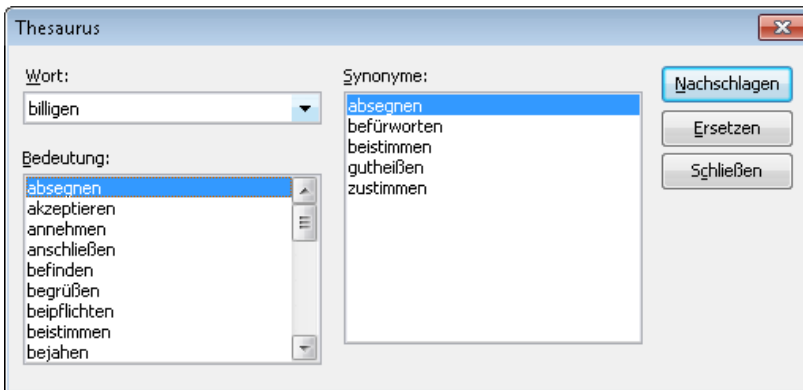 Thesaurus
Wort:
billigen
Bedeutung:
absegnen
akzeptieren
annehmen
anschließen
befinden
begrüßen
beipflichten
beistimmen
bejahen
Synonyme:
absegnen
befürworten
beistimmen
gutheißen
zustimmen
Nachschlagen
Ersetzen
Schließen